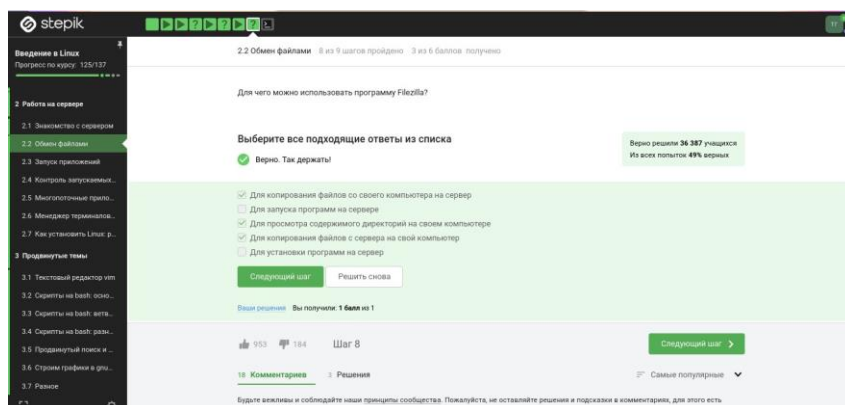 stepik
Введение в Linux
Прогресс по курсу: 125/137
2 Работа на сервере
2.1 Знакомство с сервером
2.2 Обмен файлами
2.3 Запуск приложений
2.4 Контроль запускаемых...
2.5 Многопоточные прило...
2.6 Менеджер терминалов...
2.7 Как установить Linux: р...
3 Продвинутые темы
3.1 Текстовый редактор vim
3.2 Скрипты на bash: осно...
3.3 Скрипты на bash: ветв...
3.4 Скрипты на bash: разн...
3.5 Продвинутый поиск и ...
3.6 Строим графики в gnu...
3.7 Разное
2.2 Обмен файлами 8 из 9 шагов пройдено 3 из 6 баллов получено
Для чего можно использовать программу Filezilla?
Выберите все подходящие ответы из списка
Верно. Так держать!
Верно решили 36 387 учащихся
Из всех попыток 49% верных
Для копирования файлов со своего компьютера на сервер
Для запуска программ на сервере
Для просмотра содержимого директорий на своем компьютере
Для копирования файлов с сервера на свой компьютер
Для установки программ на сервер
Следующий шаг Решить снова
Ваши решения Вы получили: 1 балл из 1
953 184 Шаг 8 Следующий шаг
18 Комментариев 3 Решения Самые популярные
Будьте вежливы и соблюдайте наши принципы сообщества. Пожалуйста, не оставляйте решения и подсказки в комментариях, для этого есть